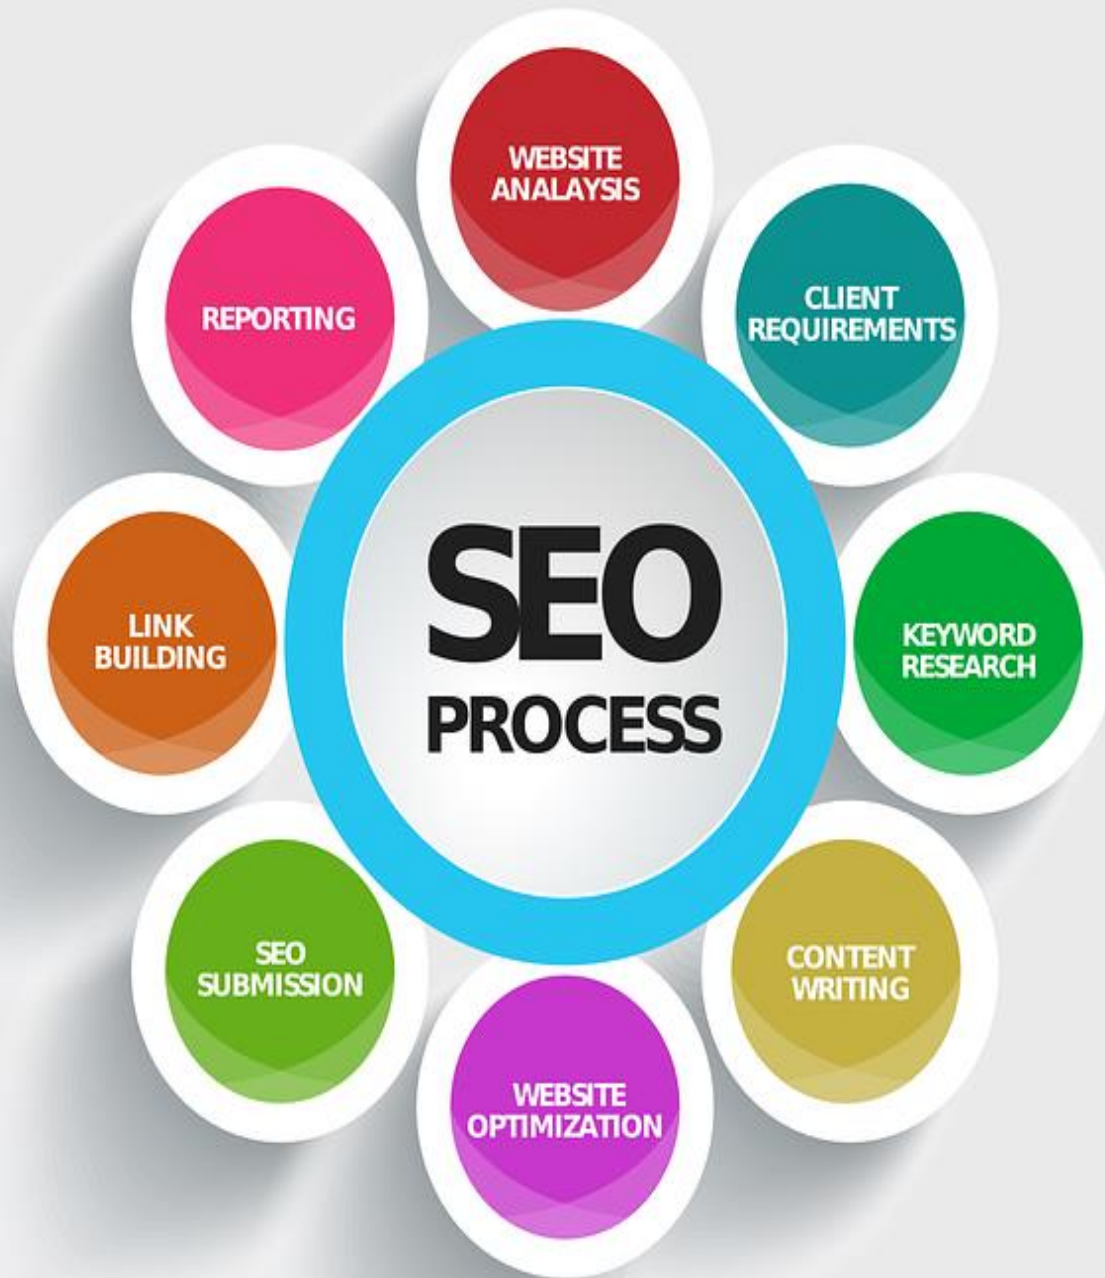 WEBSITE
ANALAYSIS
CLIENT
REQUIREMENTS
KEYWORD
RESEARCH
CONTENT
WRITING
WEBSITE
OPTIMIZATION
SEO
SUBMISSION
LINK
BUILDING
REPORTING
SEO
PROCESS